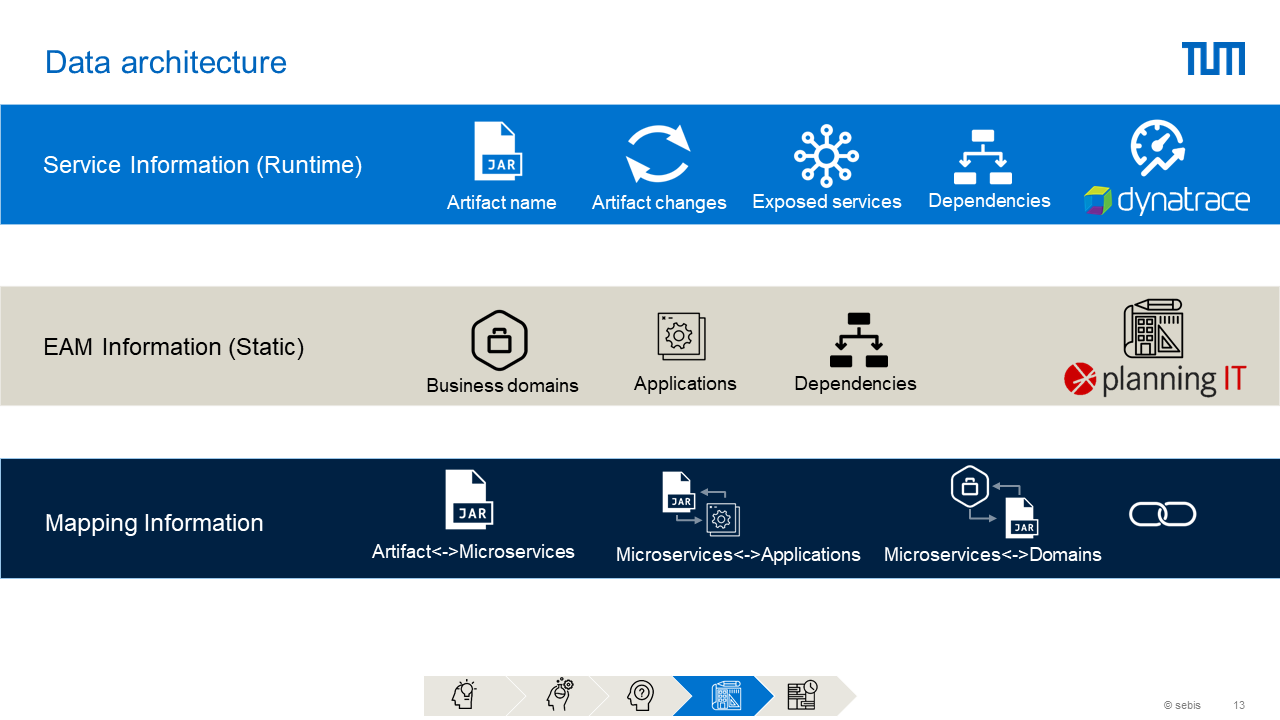 Data architecture
TUM
Service Information (Runtime)
JAR
Artifact name
Artifact changes
Exposed services
Dependencies
dynatrace
EAM Information (Static)
Business domains
Applications
Dependencies
planning IT
Mapping Information
JAR
Artifact<->Microservices
JAR
Microservices<->Applications
JAR
Microservices<->Domains
?
© sebis
13